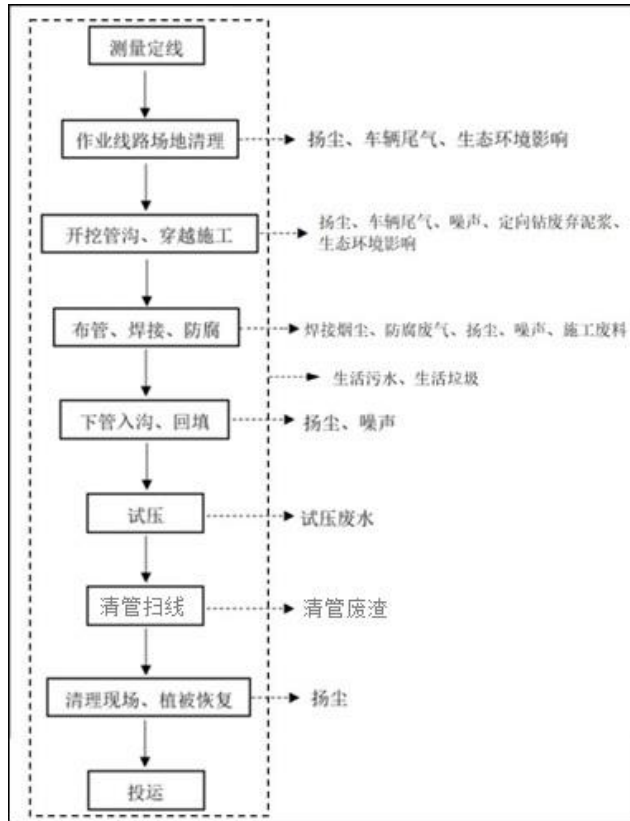 测量定线
作业线路场地清理
扬尘、车辆尾气、生态环境影响
开挖管沟、穿越施工
扬尘、车辆尾气、噪声、定向钻废弃泥浆、
生态环境影响
布管、焊接、防腐
焊接烟尘、防腐废气、扬尘、噪声、施工废料
生活污水、生活垃圾
下管入沟、回填
扬尘、噪声
试压
试压废水
清管扫线
清管废渣
清理现场、植被恢复
扬尘
投运